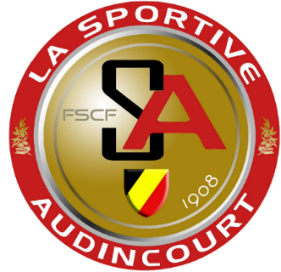 LA SPORTIVE
FSCF
SA
1908
AUDINCOURT